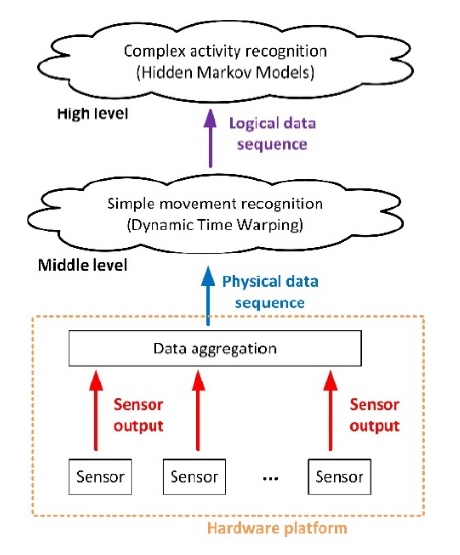 Complex activity recognition
(Hidden Markov Models)
High level
Logical data
sequence
Simple movement recognition
(Dynamic Time Warping)
Middle level
Physical data
sequence
Data aggregation
Sensor
output
Sensor
output
Sensor
Sensor
...
Sensor
Hardware platform